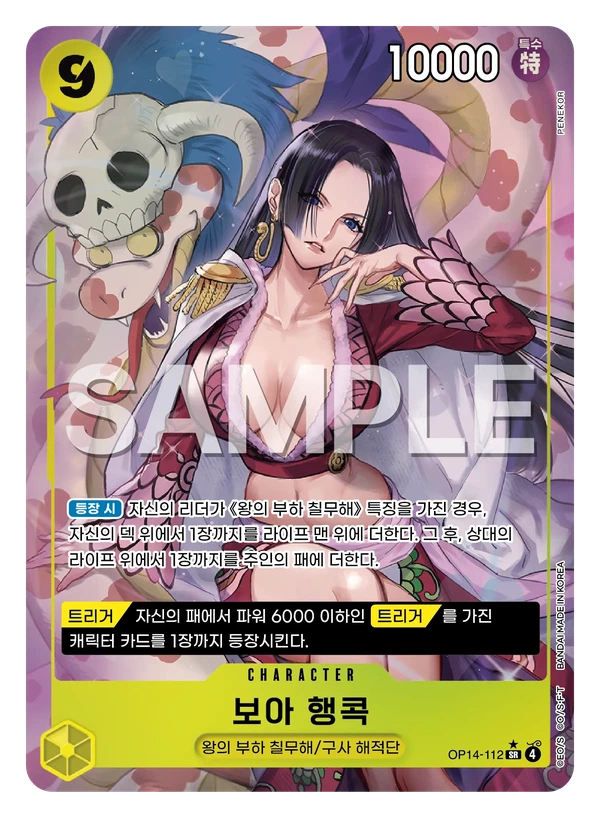 9
10000
특수
特
PENEKOR
SAMPLE
등장 시 자신의 리더가 《왕의 부하 칠무해》 특징을 가진 경우,
자신의 덱 위에서 1장까지를 라이프 맨 위에 더한다. 그 후, 상대의
라이프 위에서 1장까지를 주인의 패에 더한다.
트리거 자신의 패에서 파워 6000 이하인 트리거 를 가진
캐릭터 카드를 1장까지 등장시킨다.
CHARACTER
보아 행콕
왕의 부하 칠무해/구사 해적단
OP14-112 ★ SR 4
©EO/S ©O/S·F·T BANDAI MADE IN KOREA